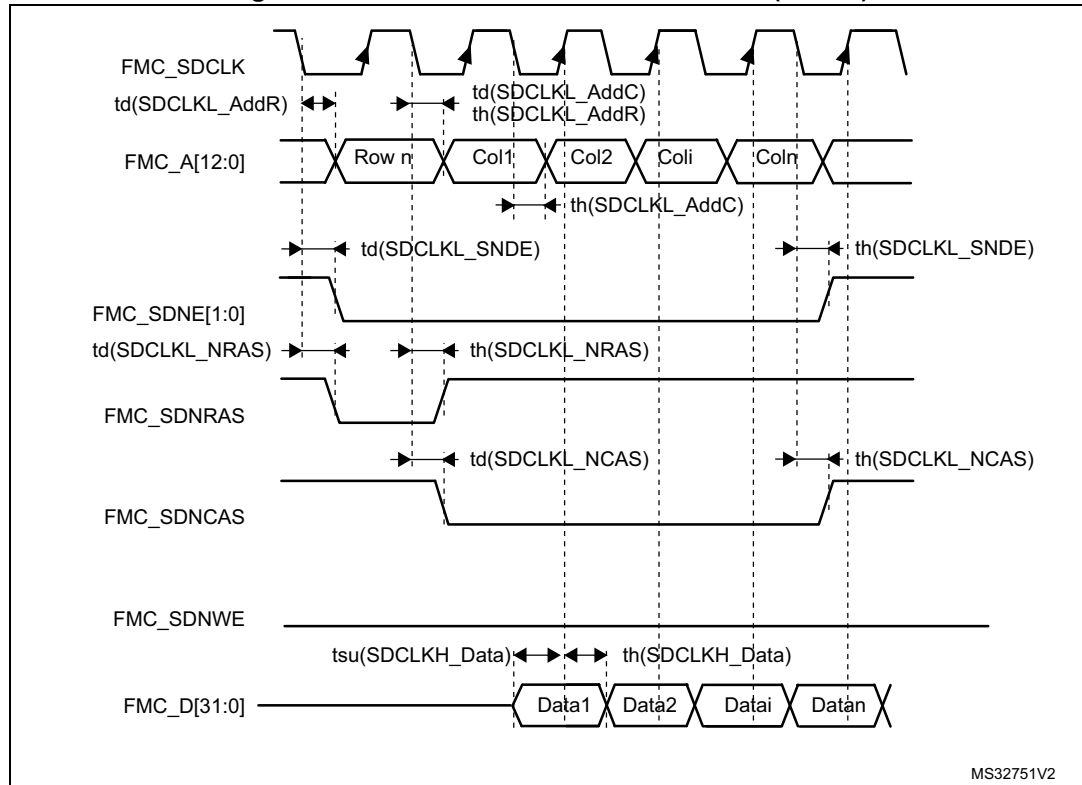 FMC_SDCLK
td(SDCLKL_AddR)
td(SDCLKL_AddC)
th(SDCLKL_AddR)
FMC_A[12:0]
Row n
Col1
Col2
Coli
Coln
th(SDCLKL_AddC)
td(SDCLKL_SNDE)
th(SDCLKL_SNDE)
FMC_SDNE[1:0]
td(SDCLKL_NRAS)
th(SDCLKL_NRAS)
FMC_SDNRAS
td(SDCLKL_NCAS)
th(SDCLKL_NCAS)
FMC_SDNCAS
FMC_SDNWE
tsu(SDCLKH_Data)
th(SDCLKH_Data)
FMC_D[31:0]
Data1
Data2
Datai
Datan
MS32751V2